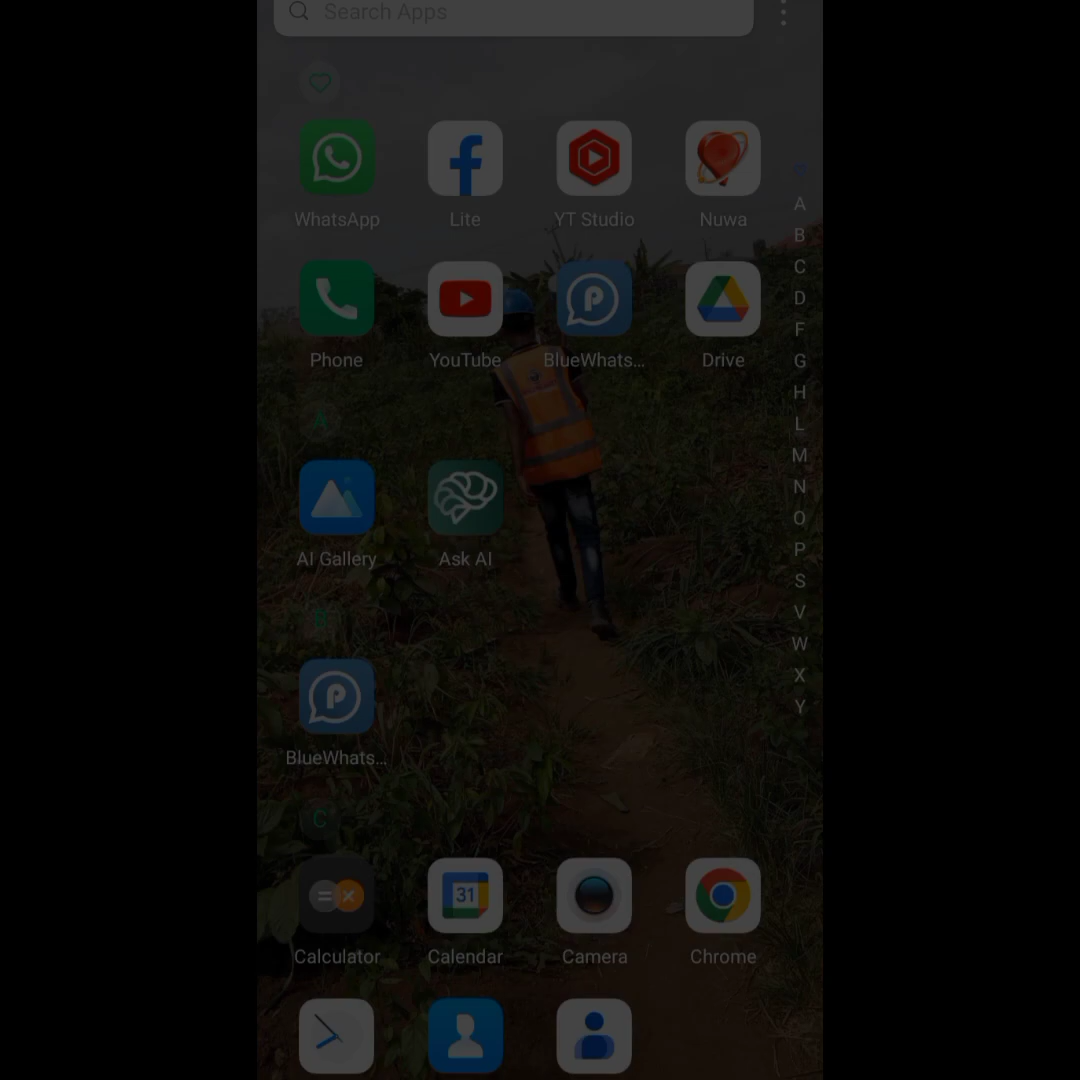 Search Apps
WhatsApp
Lite
YT Studio
Nuwa
Phone
YouTube
BlueWhats...
Drive
A
AI Gallery
Ask AI
B
BlueWhats...
C
Calculator
31
Calendar
Camera
Chrome
A
B
C
D
F
G
H
L
M
N
O
P
S
V
W
X
Y